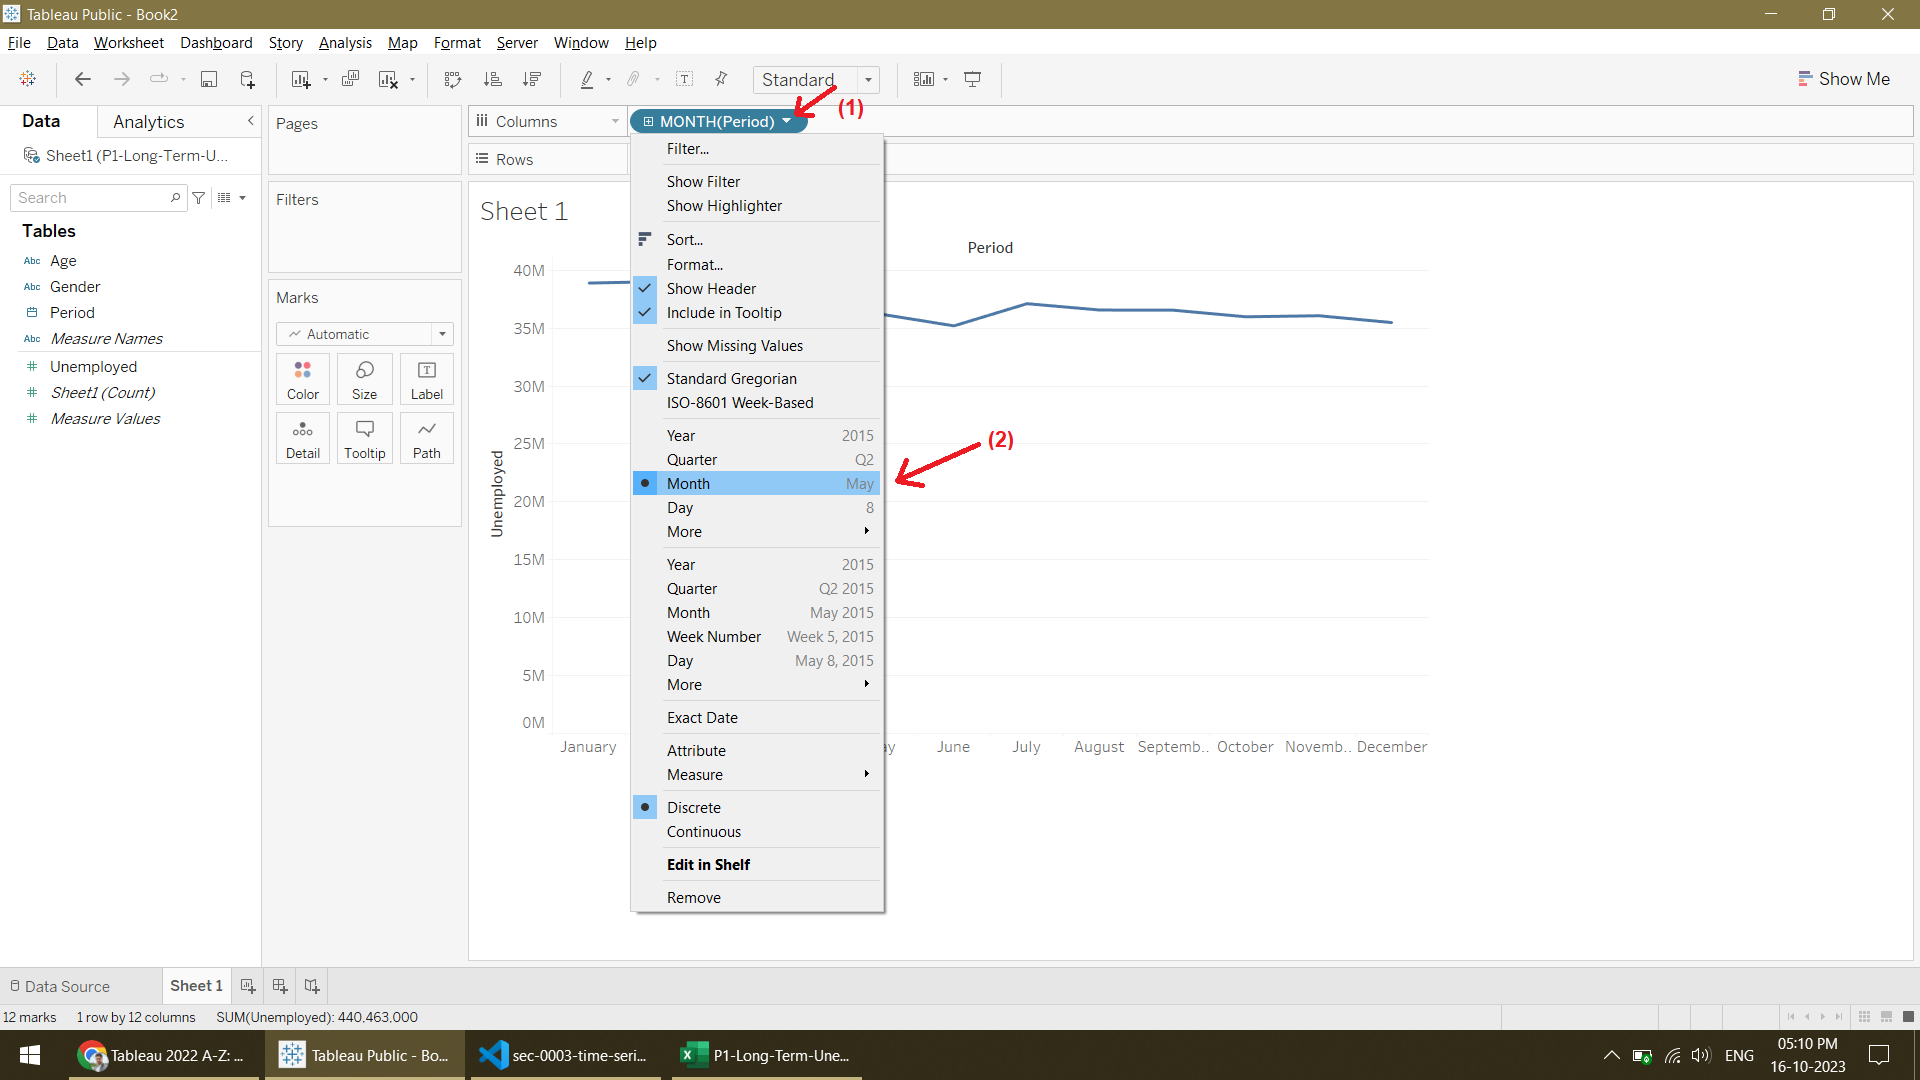 Tableau Public - Book2
File Data Worksheet Dashboard Story Analysis Map Format Server Window Help
Standard
Show Me
Data
Analytics
Pages
Columns
MONTH(Period)
(1)
Sheet1 (P1-Long-Term-U...
Rows
Search
Filters
Tables
Abc Age
Abc Gender
Period
Abc Measure Names
Unemployed
Sheet1 (Count)
Measure Values
Marks
Automatic
Color
Size
Label
Detail
Tooltip
Path
Sheet 1
Filter...
Show Filter
Show Highlighter
Sort...
Format...
Show Header
Include in Tooltip
Show Missing Values
Standard Gregorian
ISO-8601 Week-Based
Year 2015
Quarter Q2
Month May
Day 8
More
Year 2015
Quarter Q2 2015
Month May 2015
Week Number Week 5, 2015
Day May 8, 2015
More
Exact Date
Attribute
Measure
Discrete
Continuous
Edit in Shelf
Remove
(2)
Period
Unemployed
40M
35M
30M
25M
20M
15M
10M
5M
0M
January
June
July
August
Septemb..
October
Novemb..
December
Data Source
Sheet 1
12 marks 1 row by 12 columns SUM(Unemployed): 440,463,000
Tableau 2022 A-Z: ...
Tableau Public - Bo...
sec-0003-time-seri...
P1-Long-Term-Une...
ENG
05:10 PM
16-10-2023